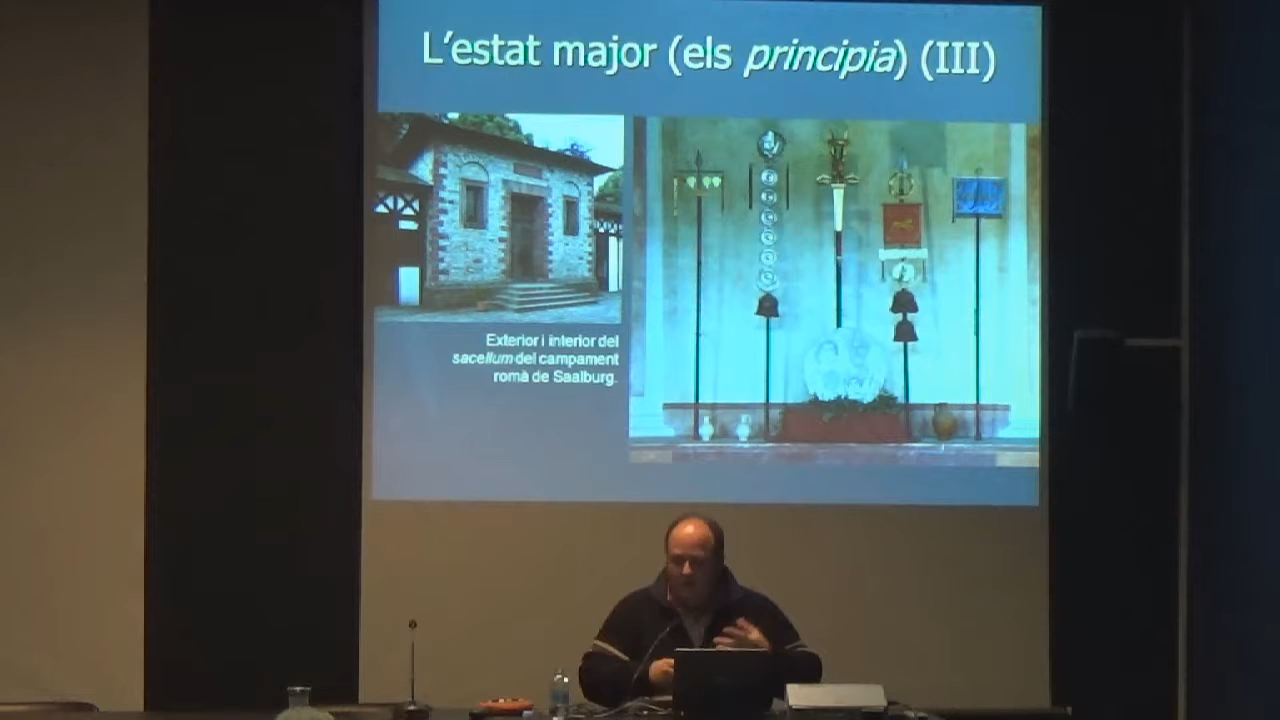 L'estat major (els principia) (III)
Exterior i interior del
sacellum del campament
romà de Saalburg.